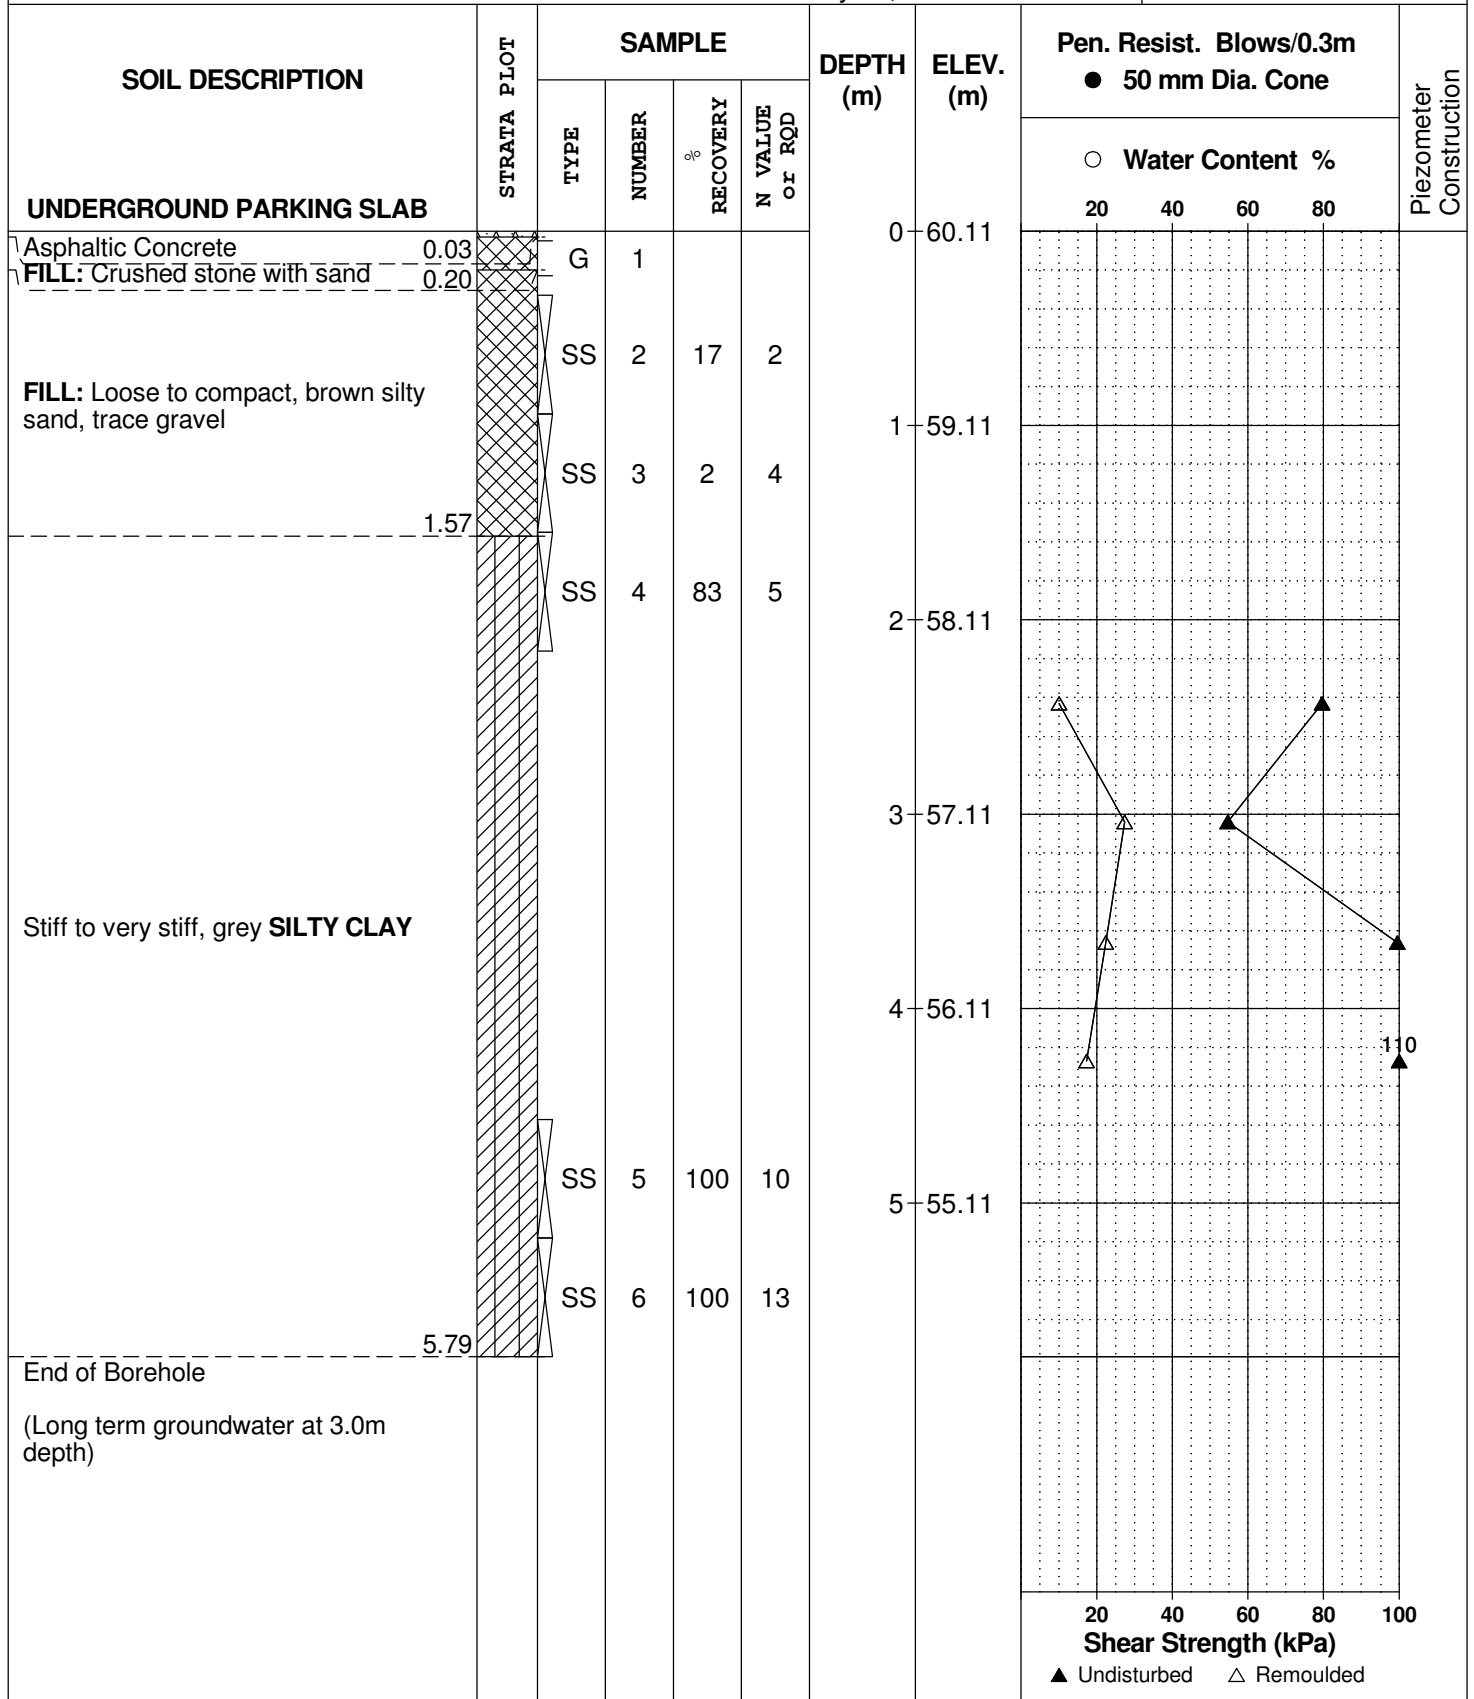 SOIL DESCRIPTION
UNDERGROUND PARKING SLAB
STRATA PLOT
SAMPLE
TYPE
NUMBER
%
RECOVERY
N VALUE
or RQD
DEPTH
(m)
ELEV.
(m)
Pen. Resist. Blows/0.3m
● 50 mm Dia. Cone
○ Water Content %
20 40 60 80
Piezometer
Construction
0 60.11
Asphaltic Concrete 0.03
G 1
FILL: Crushed stone with sand 0.20
SS 2 17 2
FILL: Loose to compact, brown silty
sand, trace gravel
1 59.11
SS 3 2 4
1.57
SS 4 83 5
2 58.11
3 57.11
Stiff to very stiff, grey SILTY CLAY
4 56.11
110
SS 5 100 10
5 55.11
SS 6 100 13
5.79
End of Borehole
(Long term groundwater at 3.0m
depth)
20 40 60 80 100
Shear Strength (kPa)
▲ Undisturbed △ Remoulded